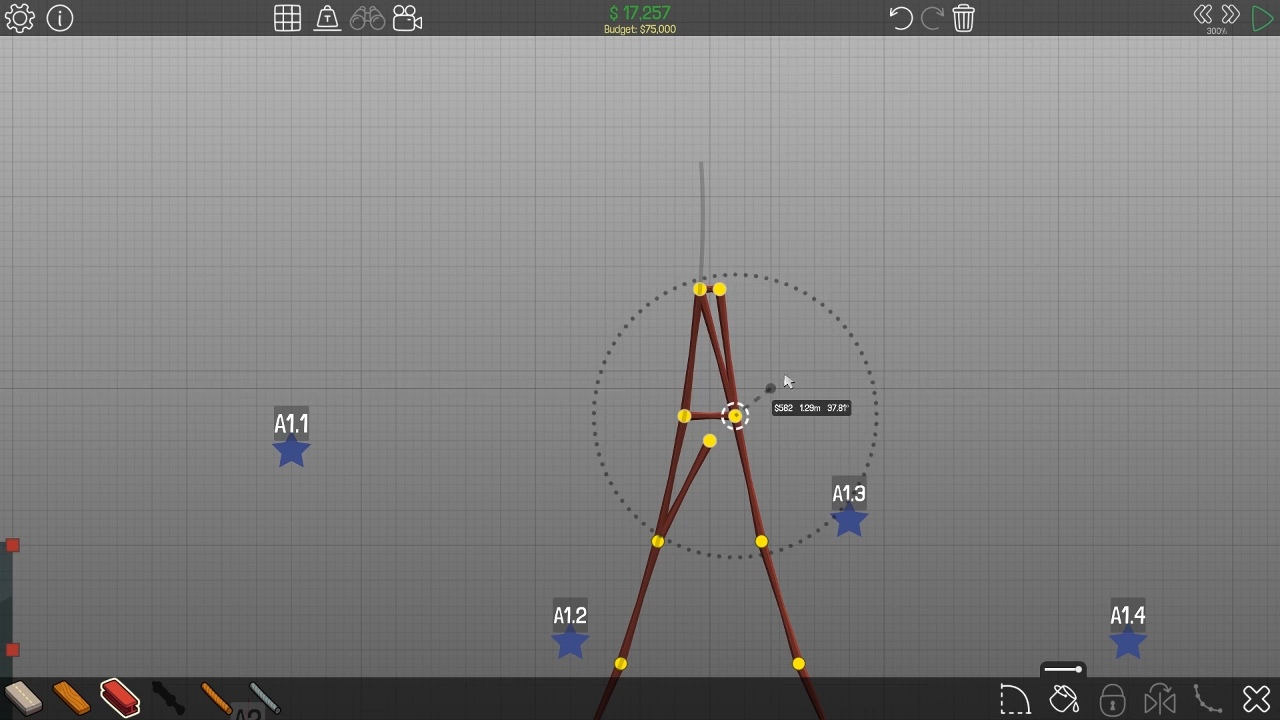 $ 17,257
Budget: $75,000
T
300%
A1.1
$582 1.29m 37.81°
A1.3
A1.2
A1.4
A2